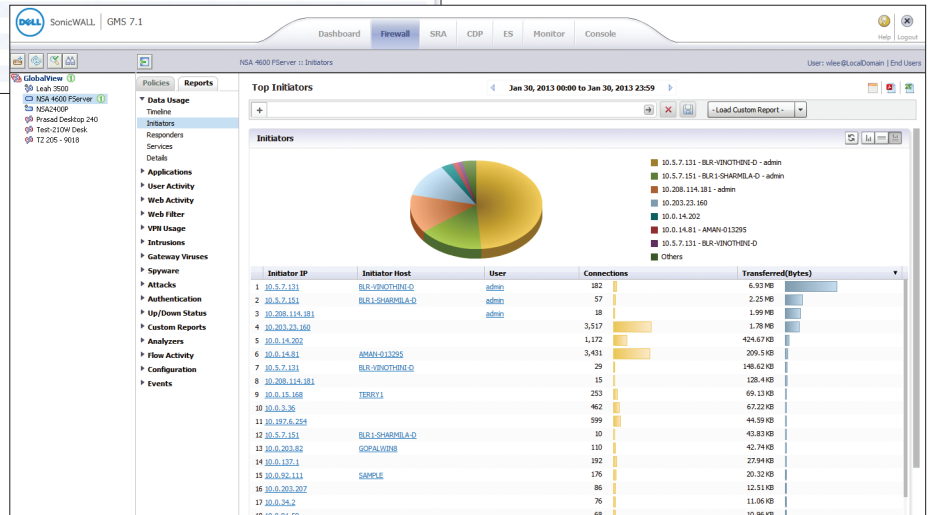 DELL SonicWALL | GMS 7.1
Dashboard Firewall SRA CDP ES Monitor Console
Help Logout
NSA 4600 FServer :: Initiators
User: wlee@LocalDomain | End Users
GlobalView
Leah 3500
NSA 4600 FServer
NSA2400P
Prasad Desktop 240
Test-210W Desk
TZ 205 - 9018
Policies Reports
Data Usage
Timeline
Initiators
Responders
Services
Details
Applications
User Activity
Web Activity
Web Filter
VPN Usage
Intrusions
Gateway Viruses
Spyware
Attacks
Authentication
Up/Down Status
Custom Reports
Analyzers
Flow Activity
Configuration
Events
Top Initiators
Jan 30, 2013 00:00 to Jan 30, 2013 23:59
+ - Load Custom Report -
Initiators
10.5.7.131 - BLR-VINOTHINI-D - admin
10.5.7.151 - BLR1-SHARMILA-D - admin
10.208.114.181 - admin
10.203.23.160
10.0.14.202
10.0.14.81 - AMAN-013295
10.5.7.131 - BLR-VINOTHINI-D
Others
Initiator IP Initiator Host User Connections Transferred(Bytes)
1 10.5.7.131 BLR-VINOTHINI-D admin 182 6.93 MB
2 10.5.7.151 BLR1-SHARMILA-D admin 57 2.25 MB
3 10.208.114.181 admin 18 1.99 MB
4 10.203.23.160 3,517 1.78 MB
5 10.0.14.202 1,172 424.67 KB
6 10.0.14.81 AMAN-013295 3,431 209.5 KB
7 10.5.7.131 BLR-VINOTHINI-D 29 148.62 KB
8 10.208.114.181 15 128.4 KB
9 10.0.15.168 TERRY1 253 69.13 KB
10 10.0.3.36 462 67.22 KB
11 10.197.6.254 599 44.59 KB
12 10.5.7.151 BLR1-SHARMILA-D 10 43.83 KB
13 10.0.203.82 GOPALWIN8 110 42.74 KB
14 10.0.137.1 192 27.94 KB
15 10.0.92.111 SAMPLE 176 20.32 KB
16 10.0.203.207 86 12.51 KB
17 10.0.34.2 76 11.06 KB
68 10.96 KB